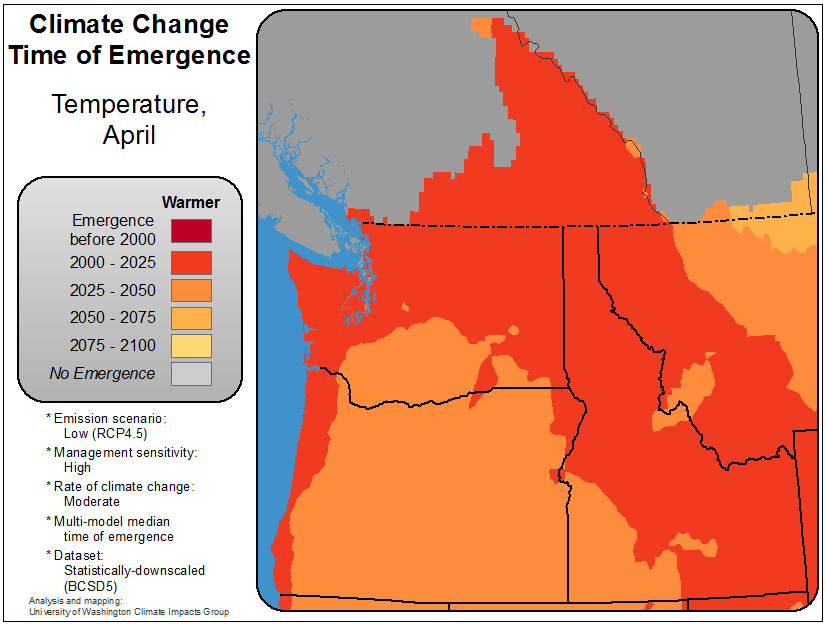 Climate Change
Time of Emergence
Temperature,
April
Warmer
Emergence
before 2000
2000 - 2025
2025 - 2050
2050 - 2075
2075 - 2100
No Emergence
* Emission scenario:
Low (RCP4.5)
* Management sensitivity:
High
* Rate of climate change:
Moderate
* Multi-model median
time of emergence
* Dataset:
Statistically-downscaled
(BCSD5)
Analysis and mapping:
University of Washington Climate Impacts Group